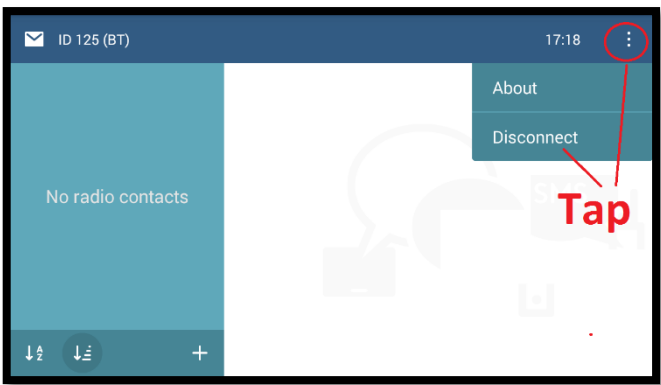 ID 125 (BT)
17:18
About
Disconnect
No radio contacts
Tap